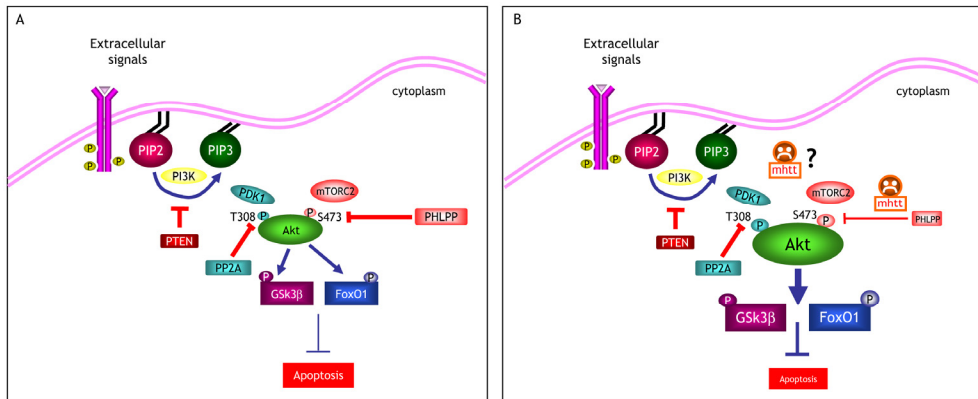 A
Extracellular
signals
cytoplasm
PIP2
PIP3
P
P
P
PI3K
PDK1
mTORC2
T308
P
P
S473
PHLPP
PTEN
Akt
PP2A
P
P
GSk3β
FoxO1
Apoptosis
B
Extracellular
signals
cytoplasm
PIP2
PIP3
P
P
P
?
mhtt
PI3K
PDK1
mTORC2
mhtt
T308
P
S473
P
PHLPP
PTEN
Akt
PP2A
P
P
GSk3β
FoxO1
Apoptosis